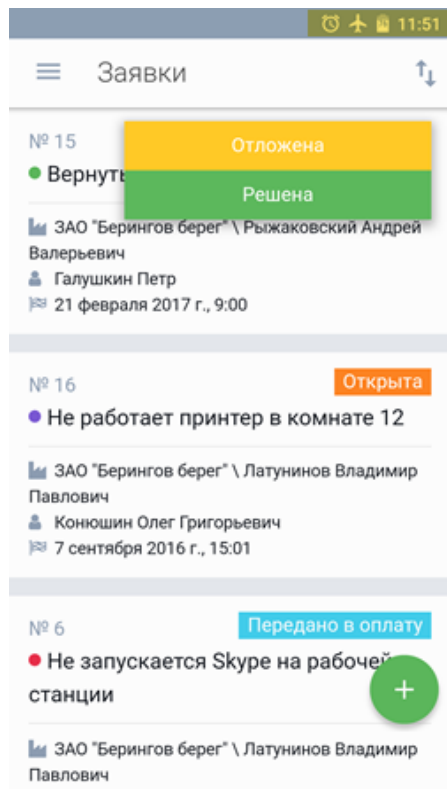 11:51
Заявки
№ 15
Отложена
Решена
ЗАО "Берингов берег" \ Рыжаковский Андрей
Валерьевич
Галушкин Петр
21 февраля 2017 г., 9:00
№ 16
Открыта
Не работает принтер в комнате 12
ЗАО "Берингов берег" \ Латунинов Владимир
Павлович
Конюшин Олег Григорьевич
7 сентября 2016 г., 15:01
№ 6
Передано в оплату
Не запускается Skype на рабочей
станции
ЗАО "Берингов берег" \ Латунинов Владимир
Павлович